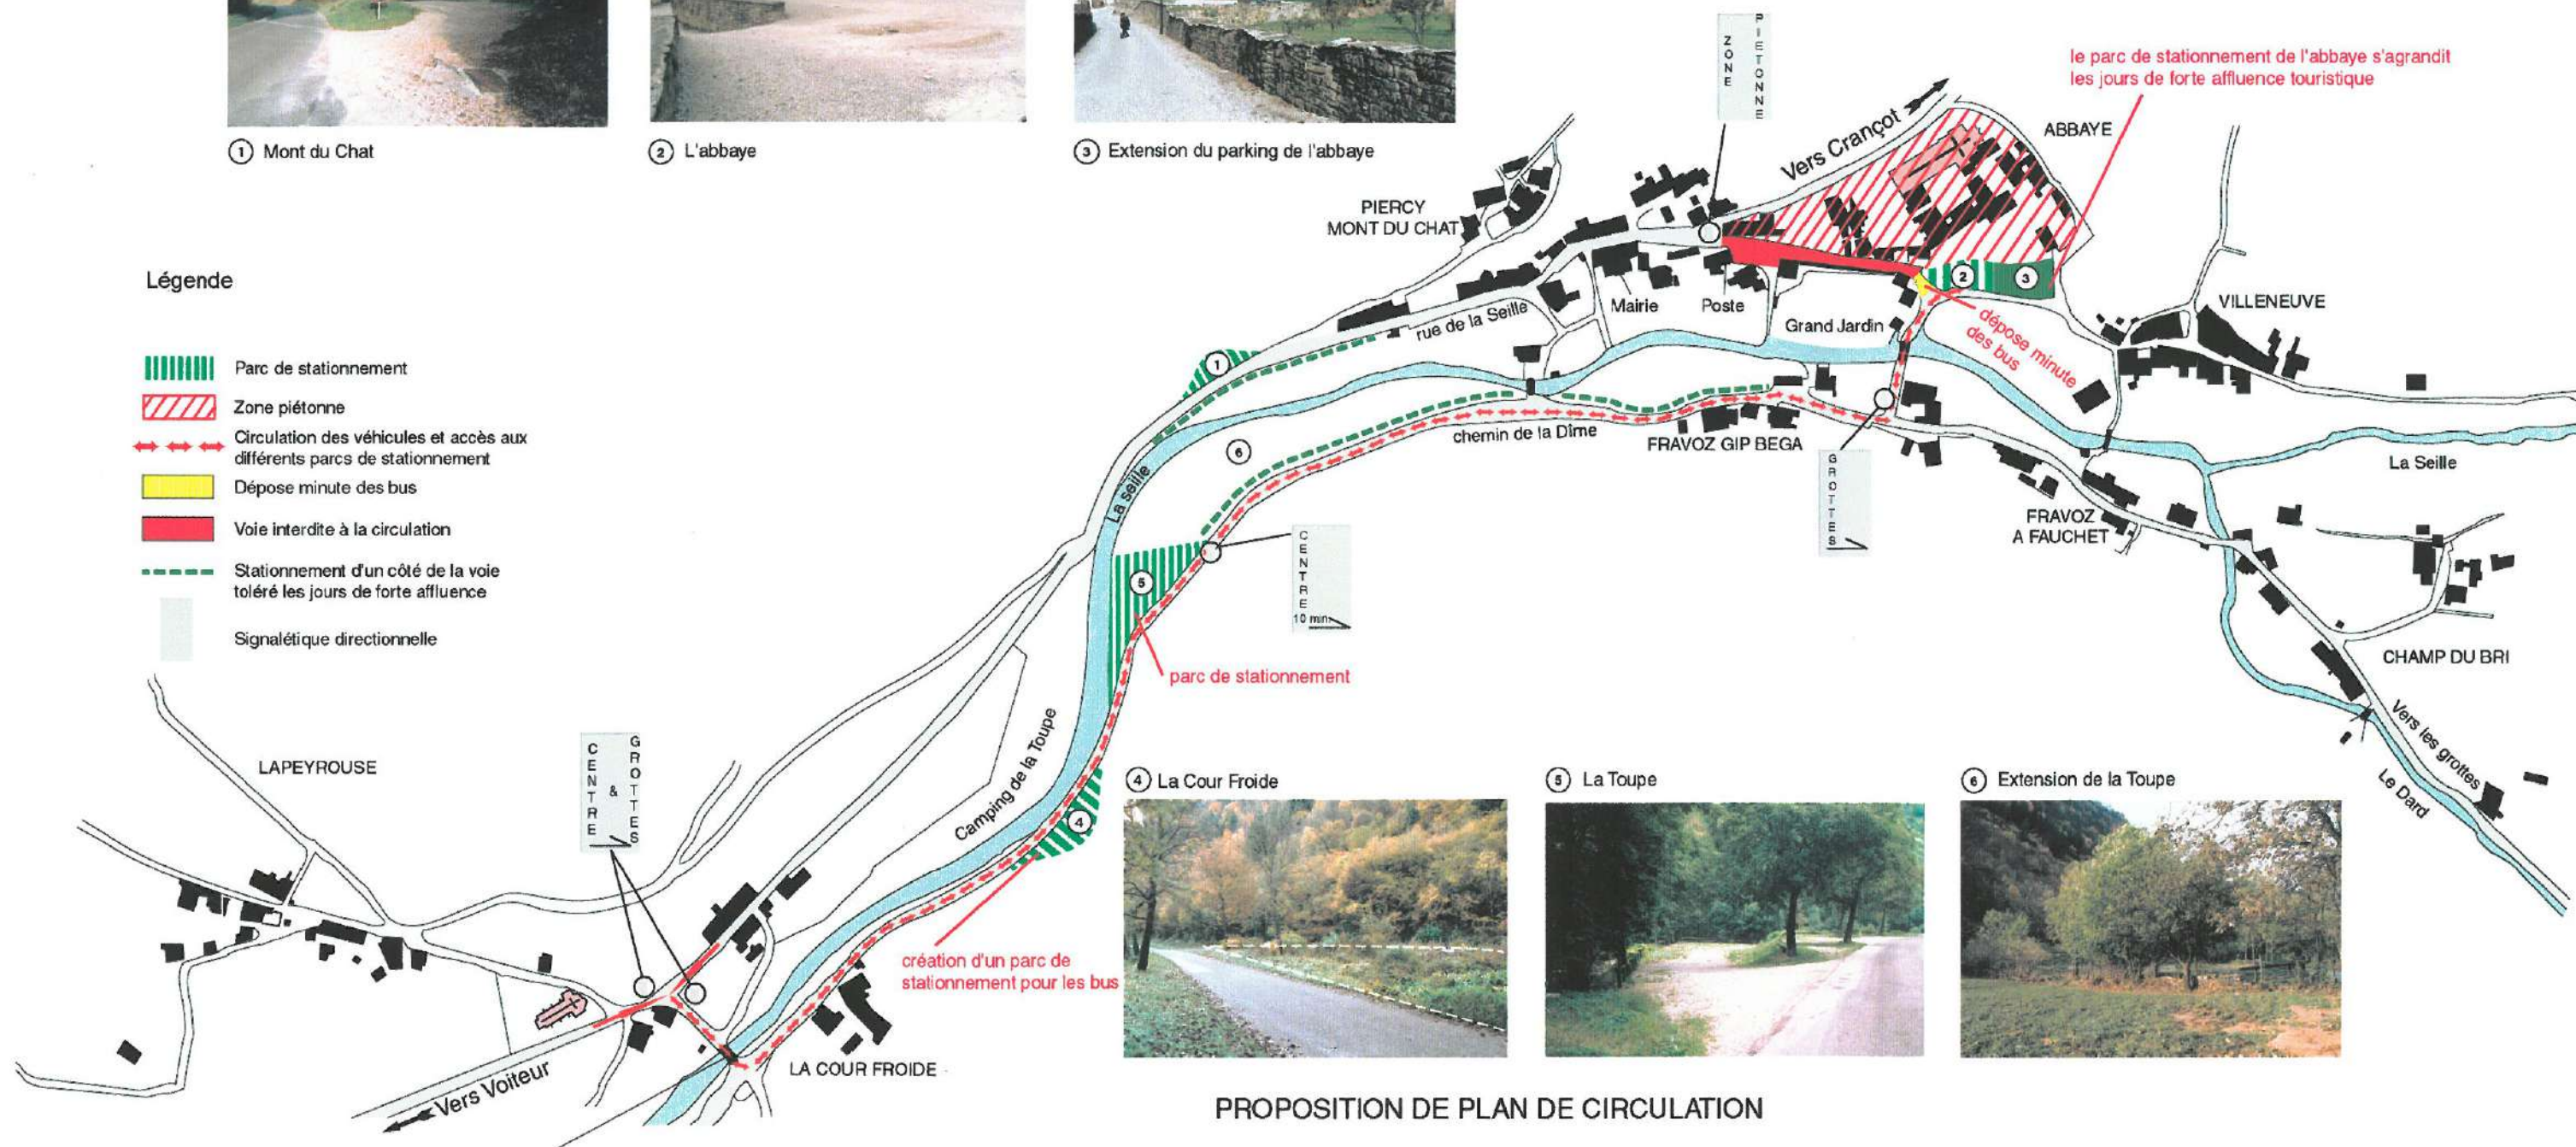 ① Mont du Chat
② L'abbaye
③ Extension du parking de l'abbaye
ZONE
PIETONNE
le parc de stationnement de l'abbaye s'agrandit
les jours de forte affluence touristique
Vers Crançot
ABBAYE
PIERCY
MONT DU CHAT
Légende
Parc de stationnement
Zone piétonne
Circulation des véhicules et accès aux
différents parcs de stationnement
Dépose minute des bus
Voie interdite à la circulation
Stationnement d'un côté de la voie
toléré les jours de forte affluence
Signalétique directionnelle
②
③
VILLENEUVE
Mairie
Poste
rue de la Seille
Grand Jardin
dépose minute
des bus
①
⑥
chemin de la Dîme
FRAVOZ GIP BEGA
La Seille
La seille
GROTTES
FRAVOZ
A FAUCHET
CENTRE
10 min
⑤
parc de stationnement
CHAMP DU BRI
Vers les grottes
Le Dard
LAPEYROUSE
CENTRE
&
GROTTES
Camping de la Toupe
④
④ La Cour Froide
⑤ La Toupe
⑥ Extension de la Toupe
création d'un parc de
stationnement pour les bus
LA COUR FROIDE
Vers Voiteur
PROPOSITION DE PLAN DE CIRCULATION